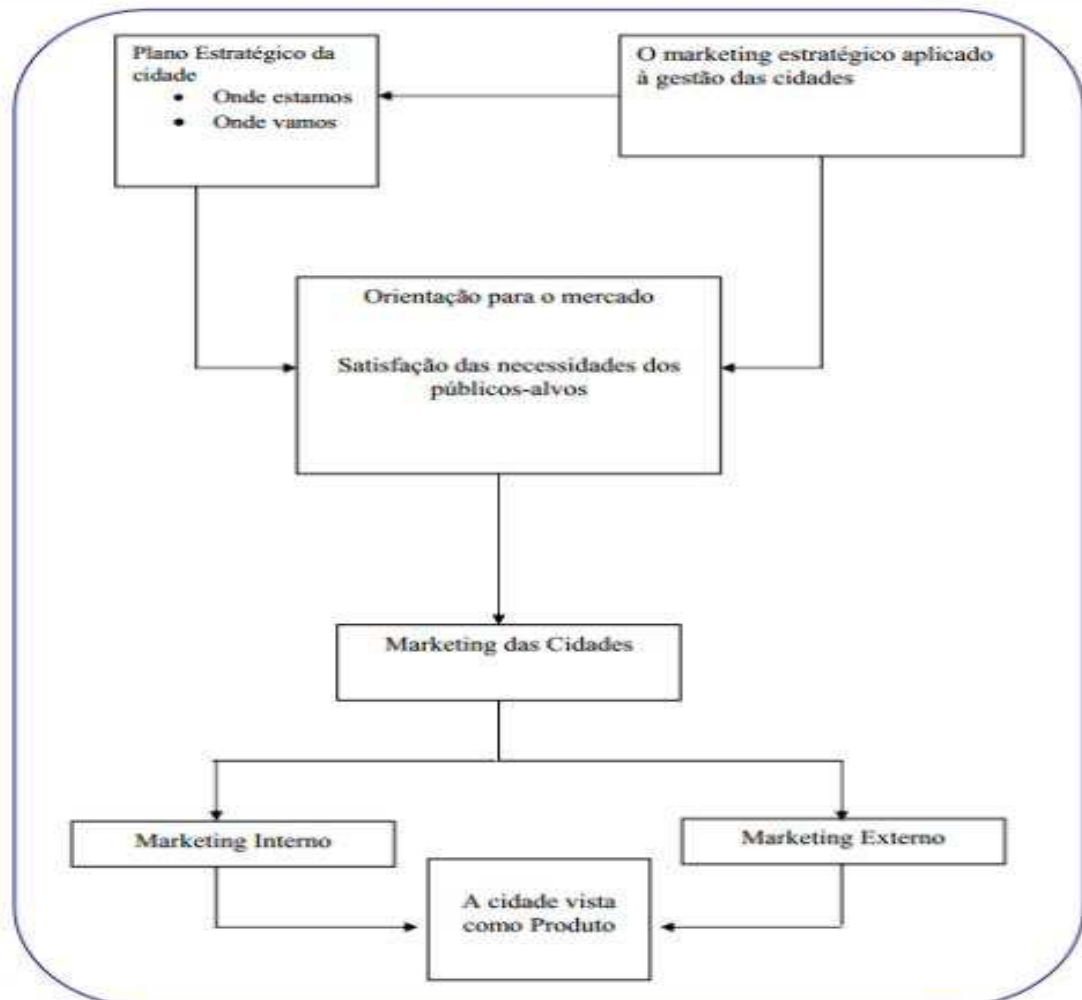 Plano Estratégico da
cidade
• Onde estamos
• Onde vamos
O marketing estratégico aplicado
à gestão das cidades
Orientação para o mercado
Satisfação das necessidades dos
públicos-alvos
Marketing das Cidades
Marketing Interno
Marketing Externo
A cidade vista
como Produto